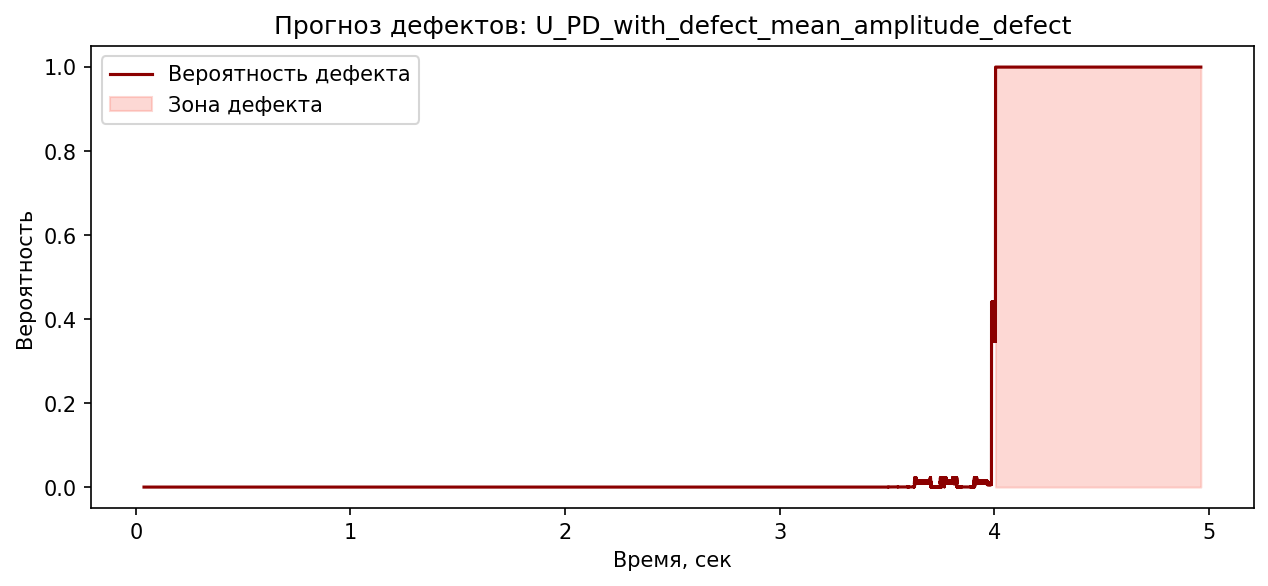 Прогноз дефектов: U_PD_with_defect_mean_amplitude_defect
Вероятность дефекта
Зона дефекта
Вероятность
1.0
0.8
0.6
0.4
0.2
0.0
0 1 2 3 4 5
Время, сек